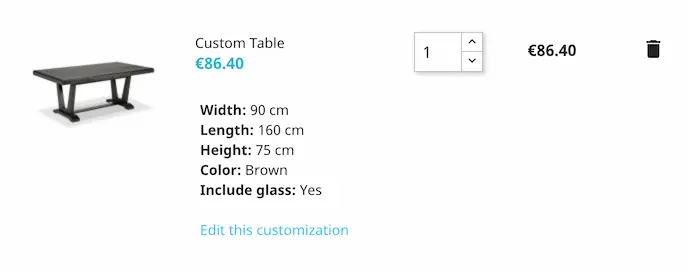 Custom Table
€86.40
1
€86.40
Width: 90 cm
Length: 160 cm
Height: 75 cm
Color: Brown
Include glass: Yes
Edit this customization